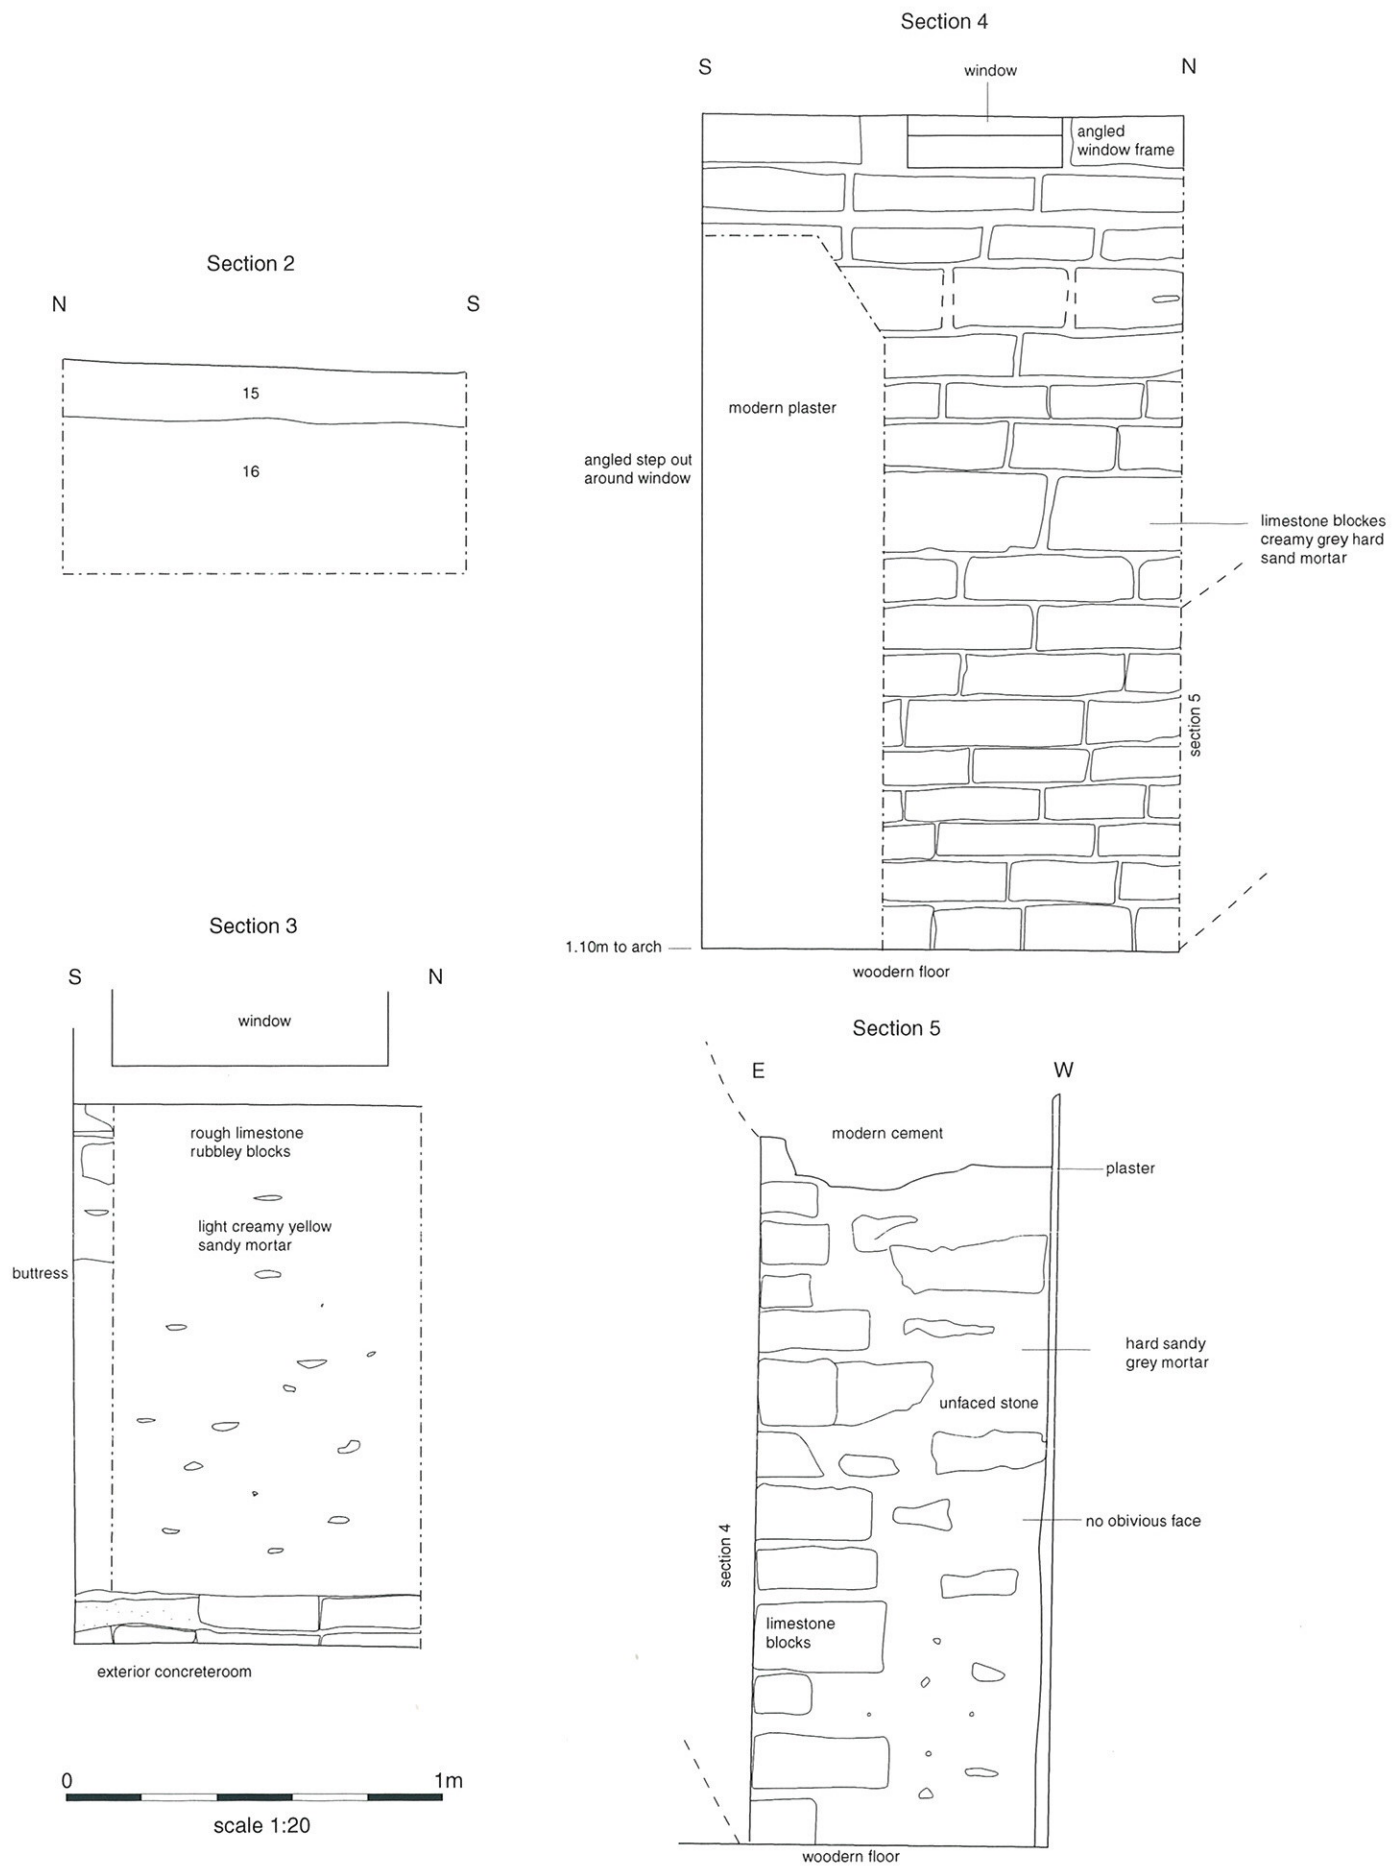 Section 4
S
N
window
angled
window frame
modern plaster
angled step out
around window
limestone blockes
creamy grey hard
sand mortar
section 5
1.10m to arch
woodern floor
Section 2
N
S
15
16
Section 3
S
N
window
rough limestone
rubbley blocks
light creamy yellow
sandy mortar
buttress
exterior concreteroom
0
1m
scale 1:20
Section 5
E
W
modern cement
plaster
hard sandy
grey mortar
unfaced stone
no obivious face
section 4
limestone
blocks
woodern floor